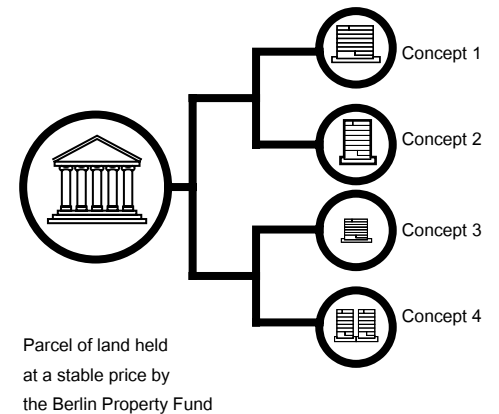 Concept 1
Concept 2
Concept 3
Concept 4
Parcel of land held
at a stable price by
the Berlin Property Fund